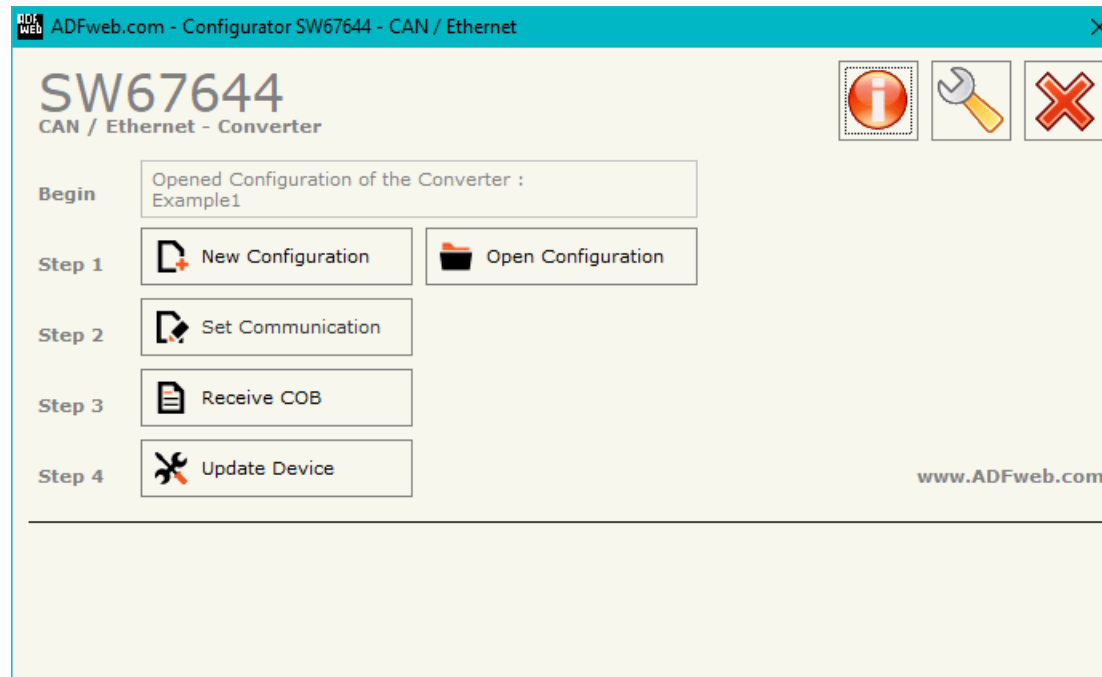 ADF
WEB
ADFweb.com - Configurator SW67644 - CAN / Ethernet
SW67644
CAN / Ethernet - Converter
Begin
Opened Configuration of the Converter :
Example1
Step 1
New Configuration
Open Configuration
Step 2
Set Communication
Step 3
Receive COB
Step 4
Update Device
www.ADFweb.com